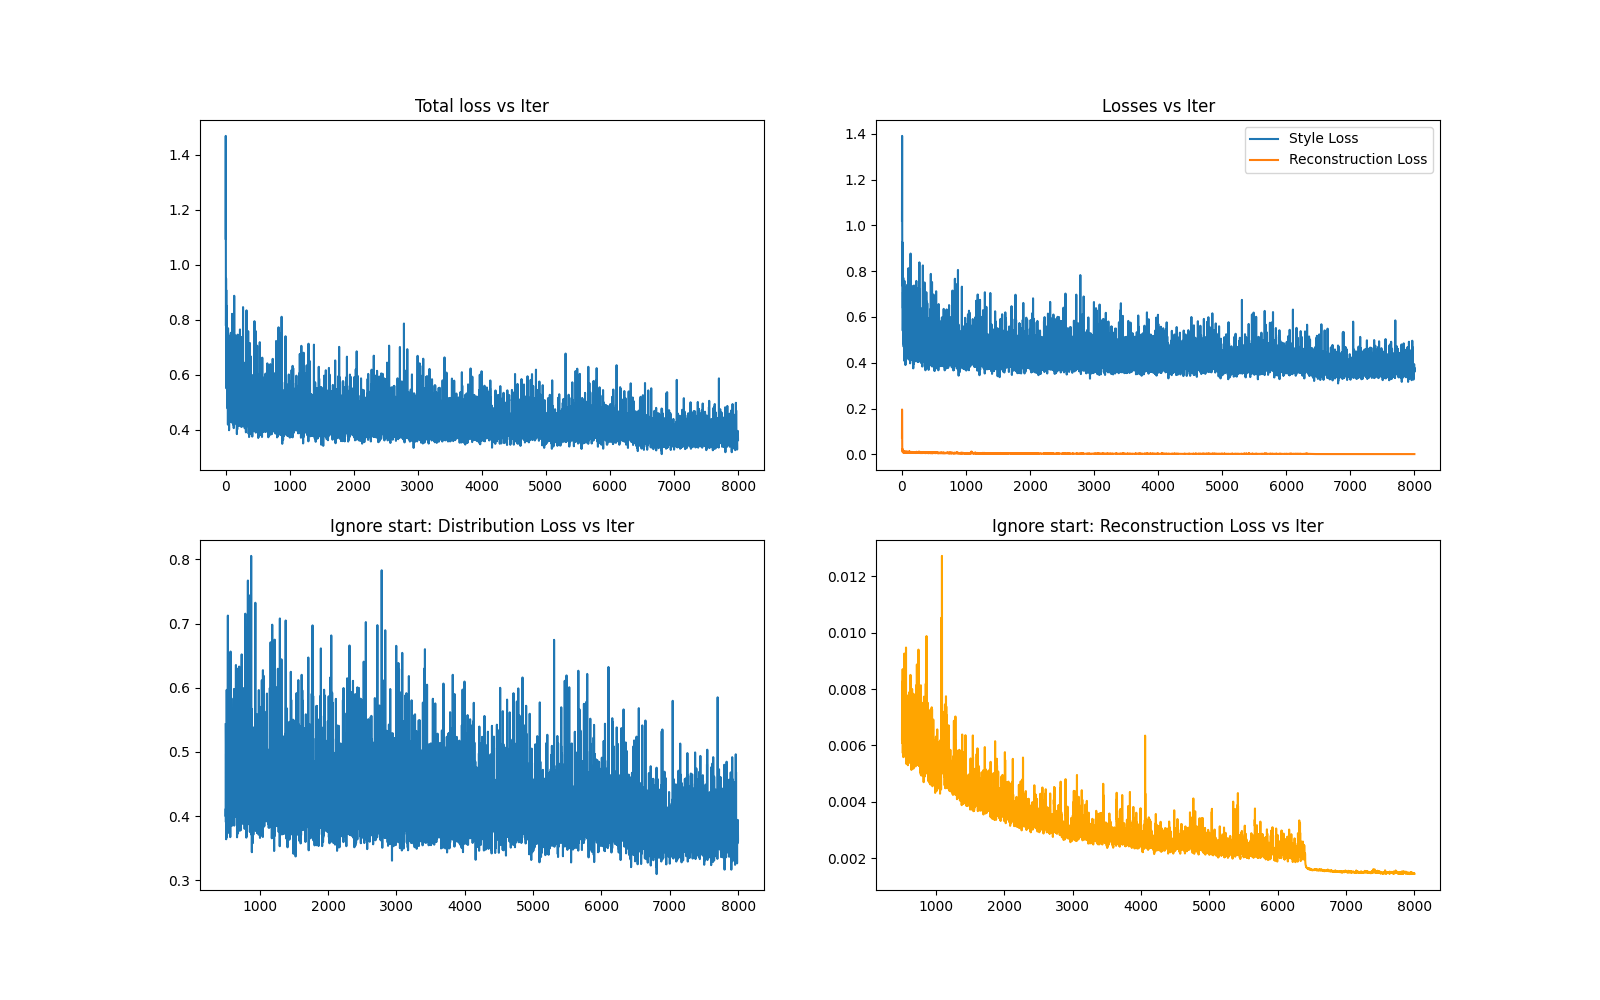 Total loss vs Iter
1.4
1.2
1.0
0.8
0.6
0.4
0 1000 2000 3000 4000 5000 6000 7000 8000
Losses vs Iter
Style Loss
Reconstruction Loss
1.4
1.2
1.0
0.8
0.6
0.4
0.2
0.0
0 1000 2000 3000 4000 5000 6000 7000 8000
Ignore start: Distribution Loss vs Iter
0.8
0.7
0.6
0.5
0.4
0.3
1000 2000 3000 4000 5000 6000 7000 8000
Ignore start: Reconstruction Loss vs Iter
0.012
0.010
0.008
0.006
0.004
0.002
1000 2000 3000 4000 5000 6000 7000 8000